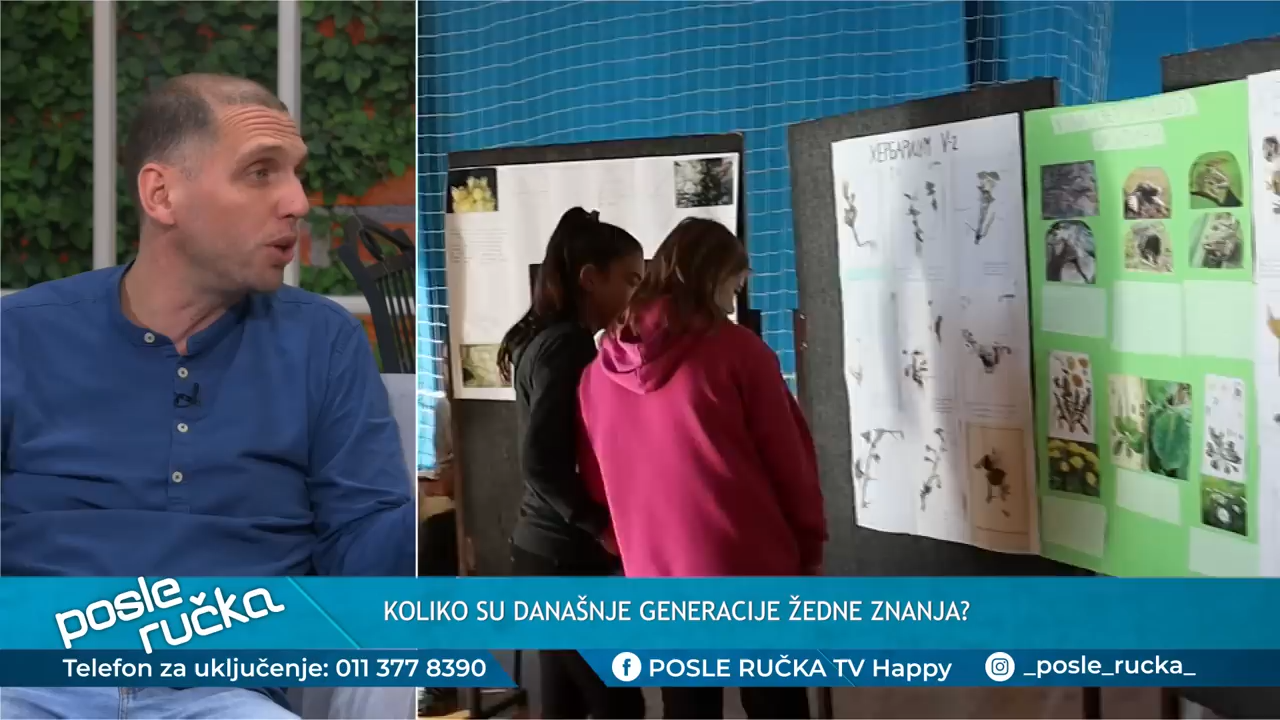 ХЕРБАРИЈУМ V-2
posle
ručka
KOLIKO SU DANAŠNJE GENERACIJE ŽEDNE ZNANJA?
Telefon za uključenje: 011 377 8390
POSLE RUČKA TV Happy
_posle_rucka_